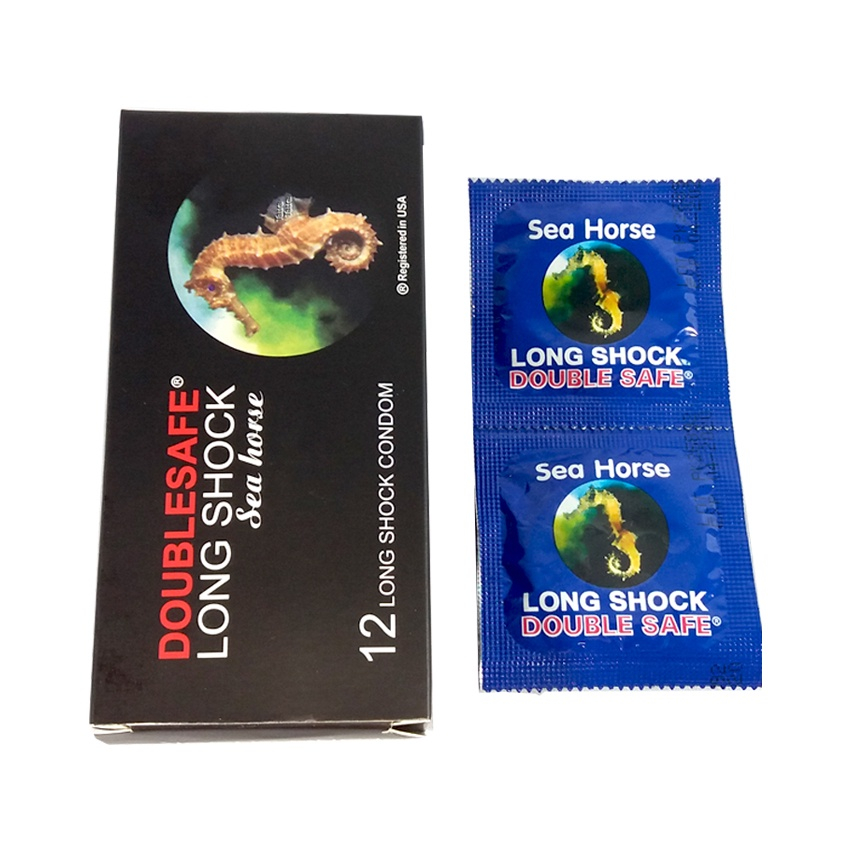 DOUBLESAFE®
LONG SHOCK
Sea horse
12 LONG SHOCK CONDOM
® Registered in USA
Sea Horse
LONG SHOCK
DOUBLE SAFE®
Sea Horse
LONG SHOCK
DOUBLE SAFE®